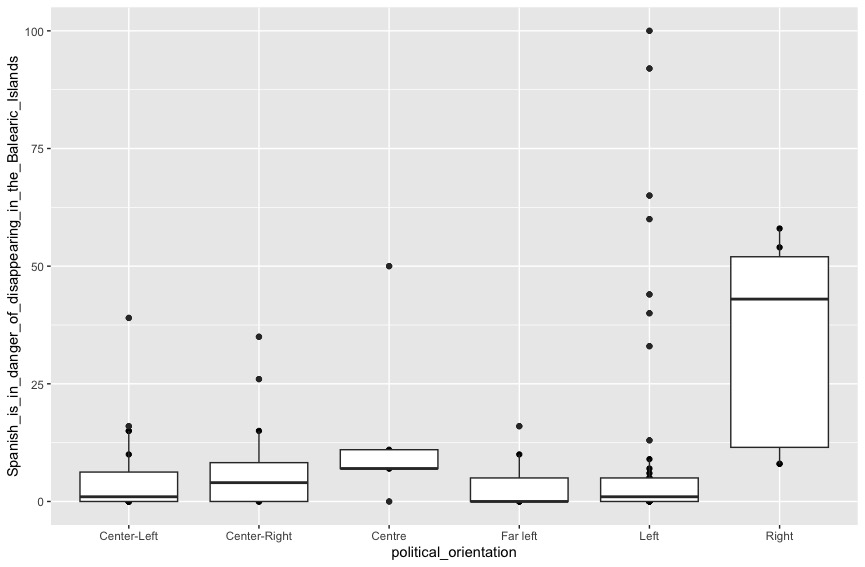 Spanish_is_in_danger_of_disappearing_in_the_Balearic_Islands
100
75
50
25
0
Center-Left Center-Right Centre Far left Left Right
political_orientation